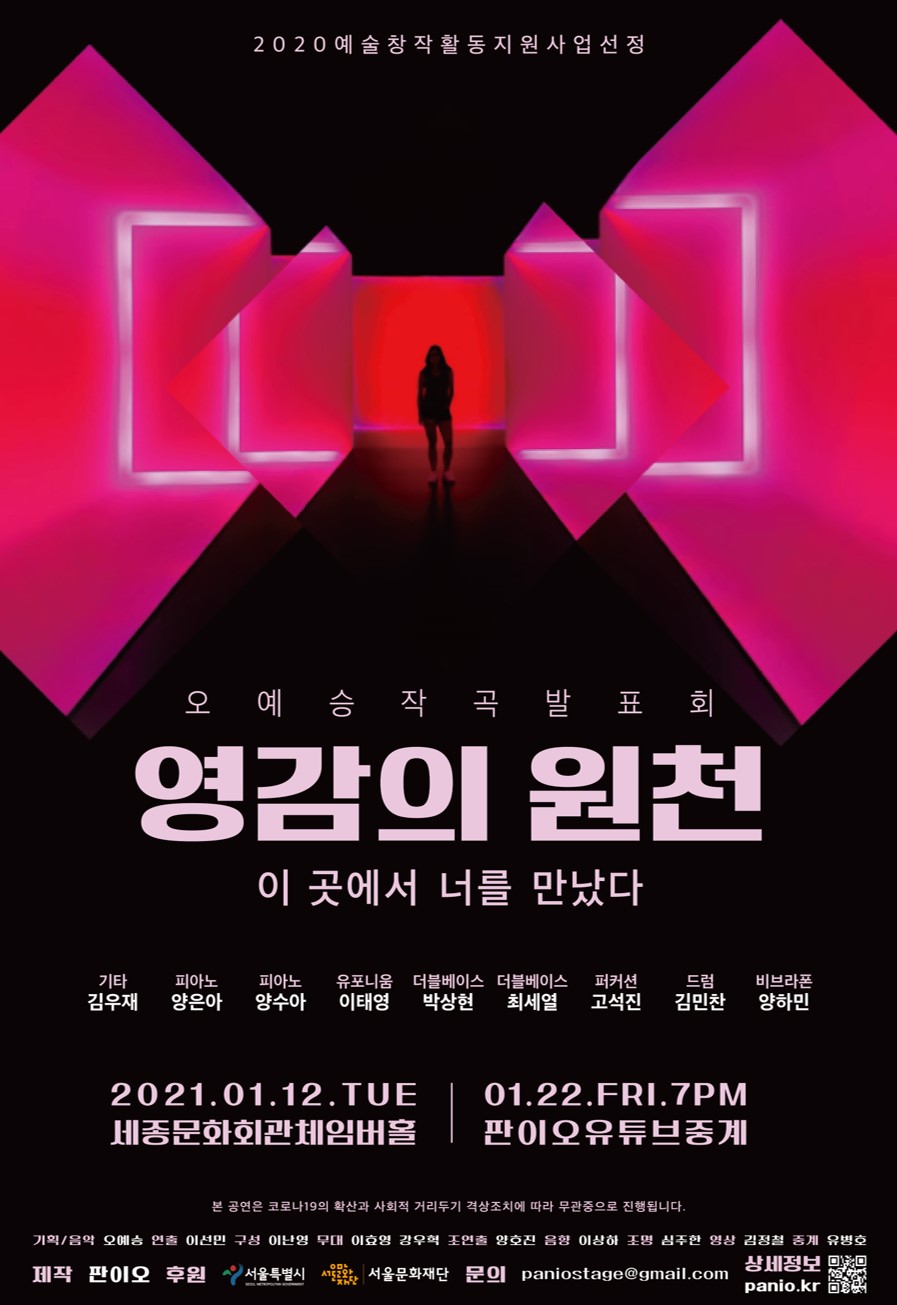 2020예술창작활동지원사업선정
오예승작곡발표회
영감의 원천
이 곳에서 너를 만났다
기타 피아노 피아노 유포니움 더블베이스 더블베이스 퍼커션 드럼 비브라폰
김우재 양은아 양수아 이태영 박상현 최세열 고석진 김민찬 양하민
2021.01.12.TUE
세종문화회관체임버홀
01.22.FRI.7PM
판이오유튜브중계
본 공연은 코로나19의 확산과 사회적 거리두기 격상조치에 따라 무관중으로 진행됩니다.
기획/음악 오예승 연출 이선민 구성 이난영 무대 이효영 강우혁 조연출 양호진 음향 이상하 조명 심주한 영상 김정철 중계 유병호
제작 판이오 후원 서울특별시 서울문화재단 문의 paniostage@gmail.com
상세정보
panio.kr